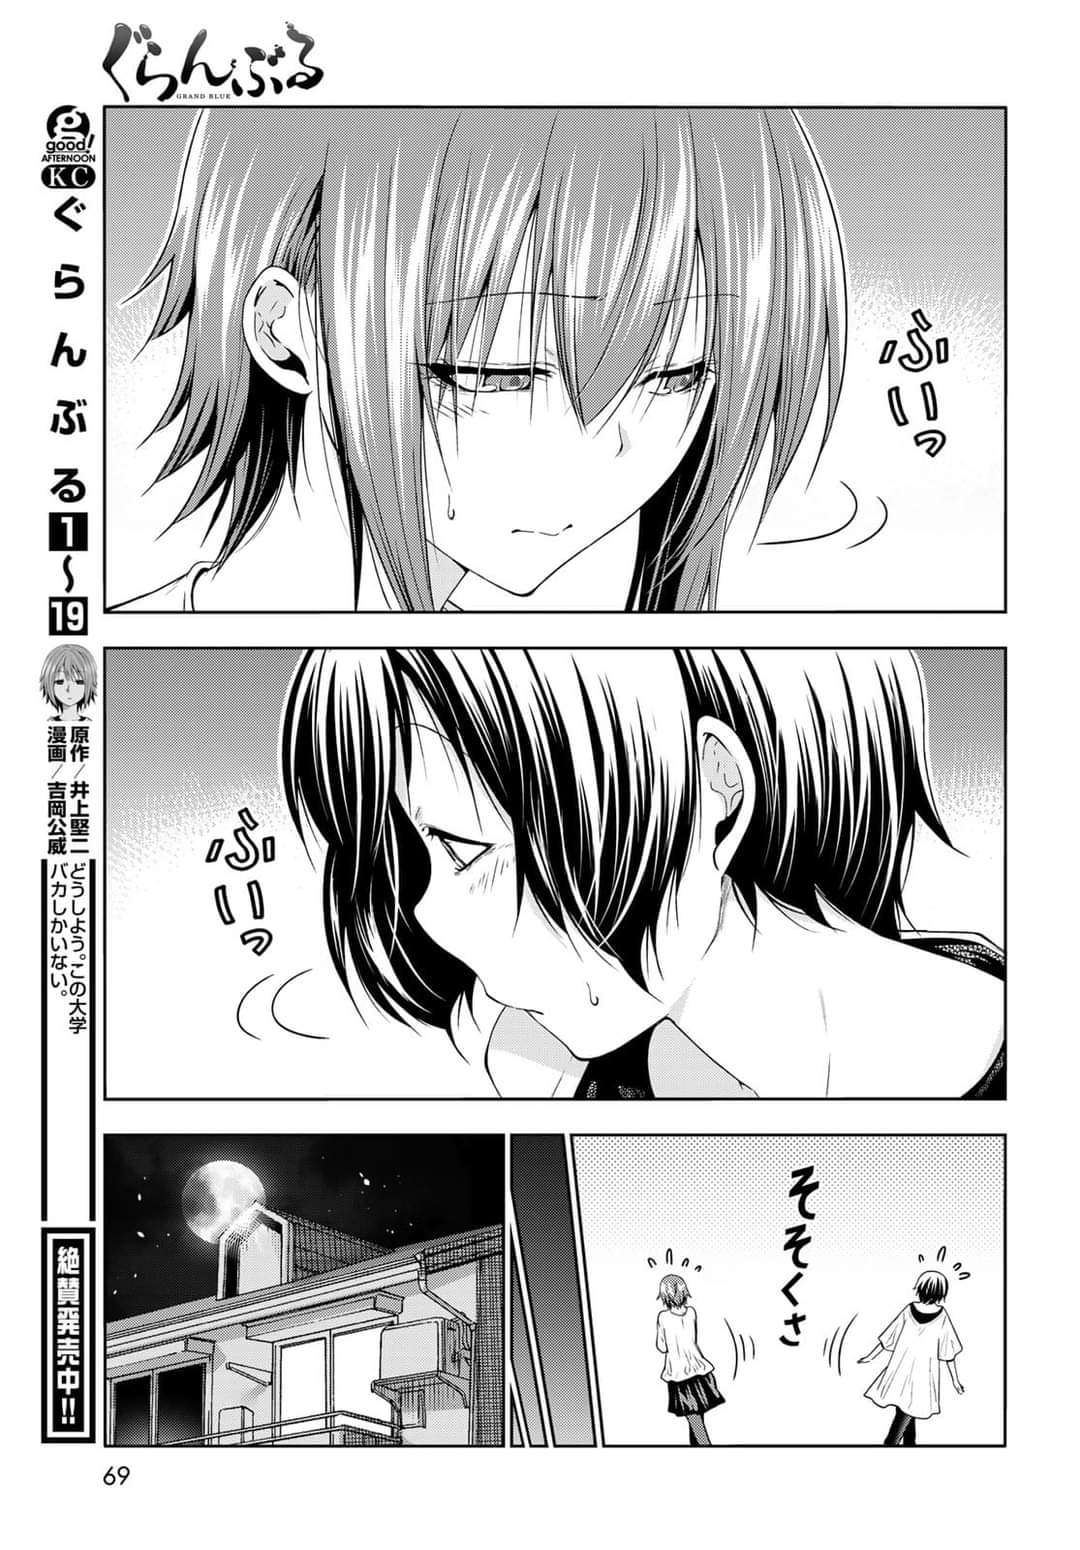 ぐらんぶる
GRAND BLUE
good!
AFTERNOON
KC
ぐらんぶる
1～19
原作／井上堅二
漫画／吉岡公威
どうしよう。この大学
バカしかいない。
絶賛発売中!!
ふいっ
ふいっ
そそくさ
69